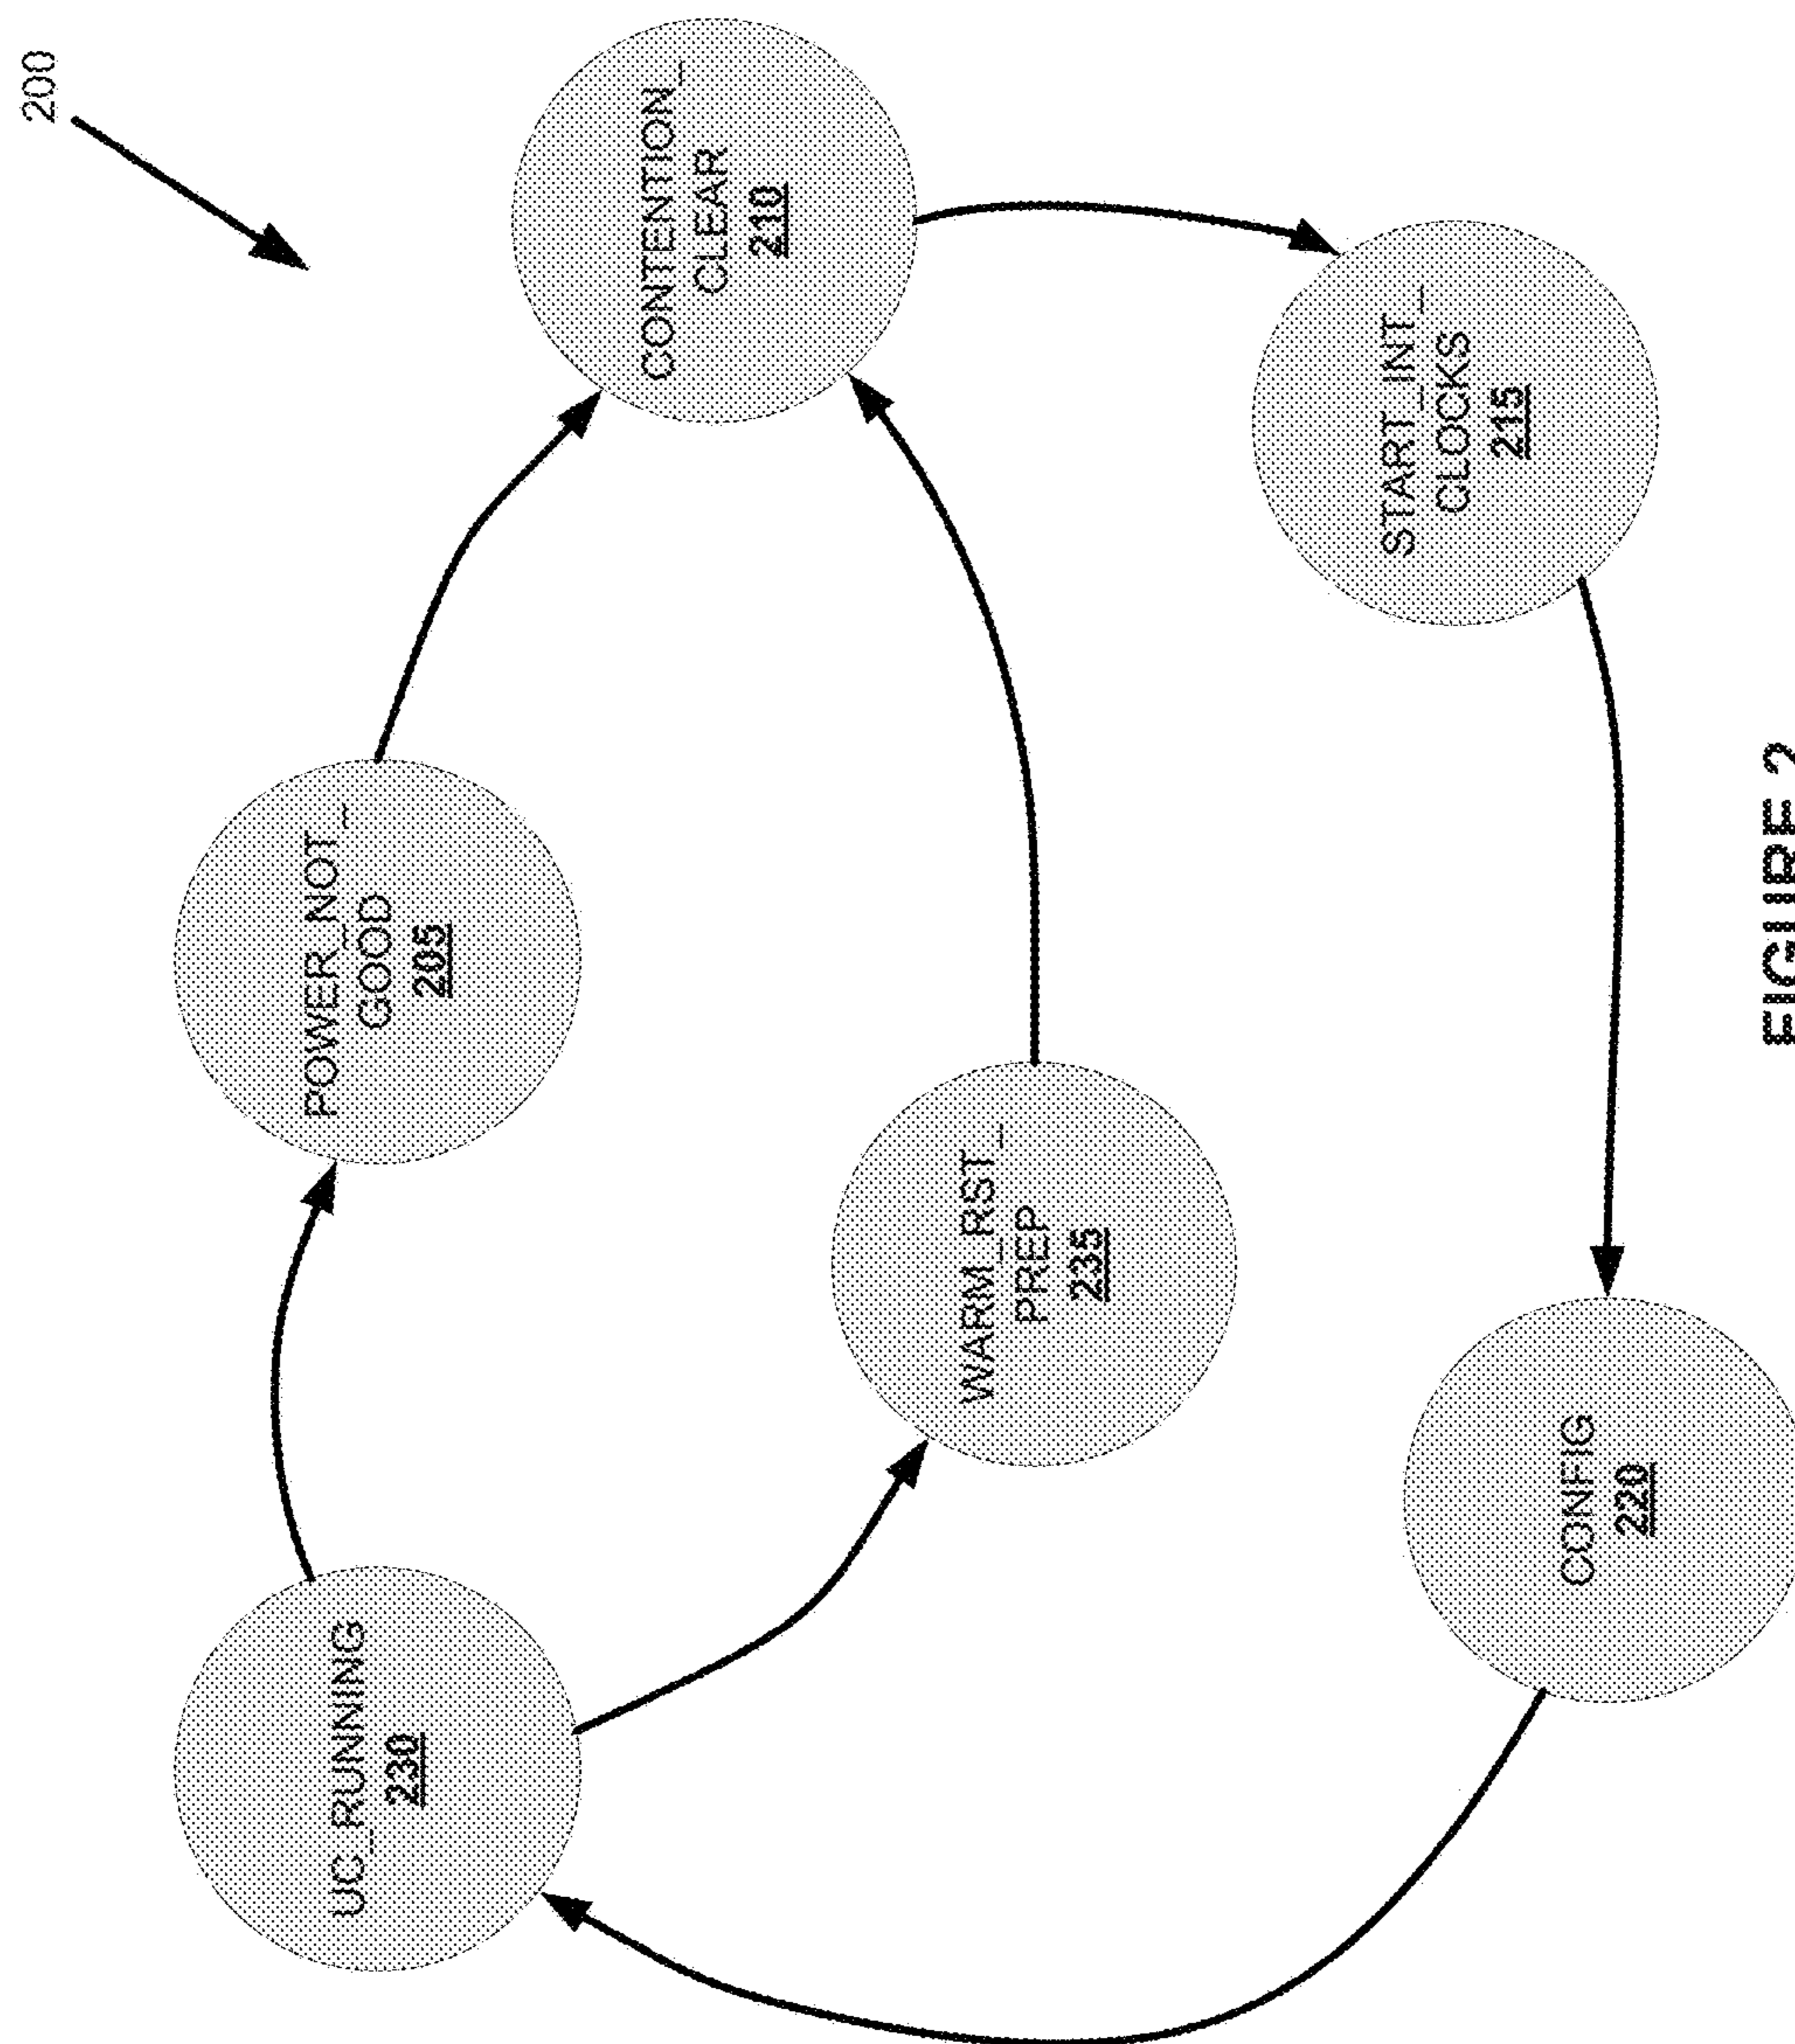 200
UC_RUNNING
230
POWER_NOT_
GOOD
205
CONTENTION_
CLEAR
210
WARM_RST_
PREP
235
START_INT_
CLOCKS
215
CONFIG
220
FIGURE 2